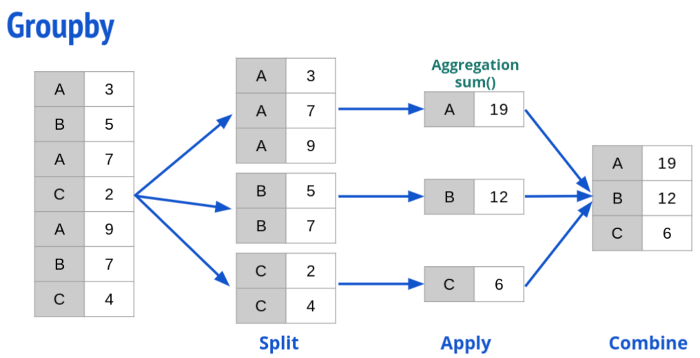 Groupby
A 3
B 5
A 7
C 2
A 9
B 7
C 4
A 3
A 7
A 9
B 5
B 7
C 2
C 4
Split
Aggregation
sum()
A 19
B 12
C 6
Apply
A 19
B 12
C 6
Combine